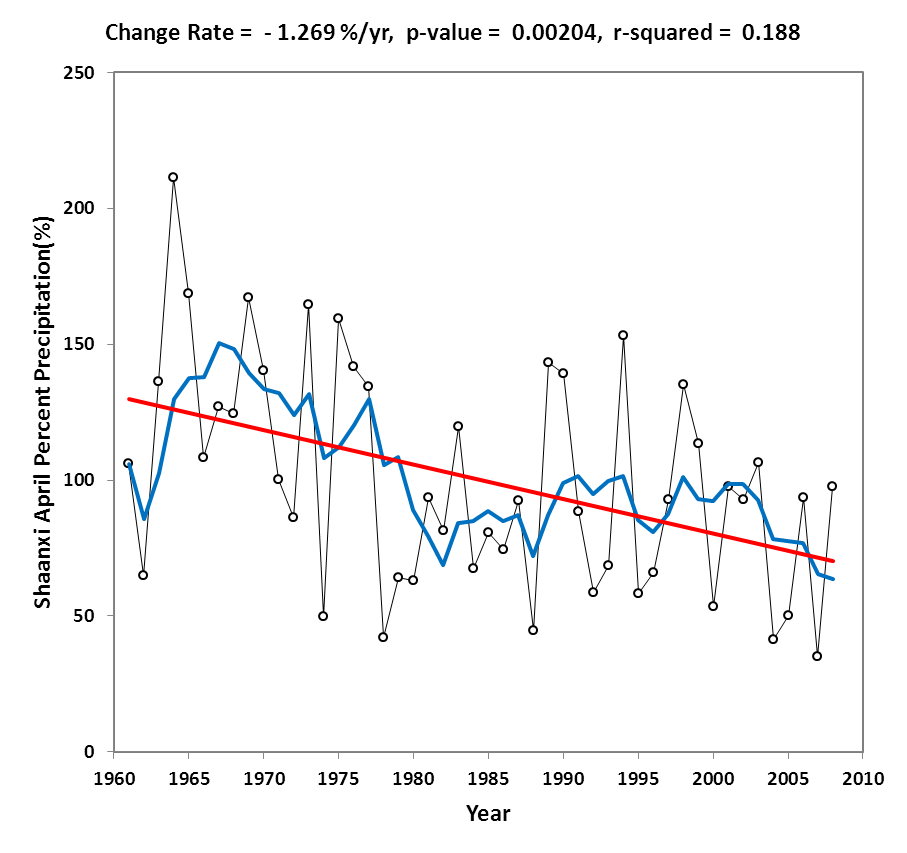 Change Rate = - 1.269 %/yr, p-value = 0.00204, r-squared = 0.188
250
200
150
100
50
0
Shaanxi April Percent Precipitation(%)
1960 1965 1970 1975 1980 1985 1990 1995 2000 2005 2010
Year